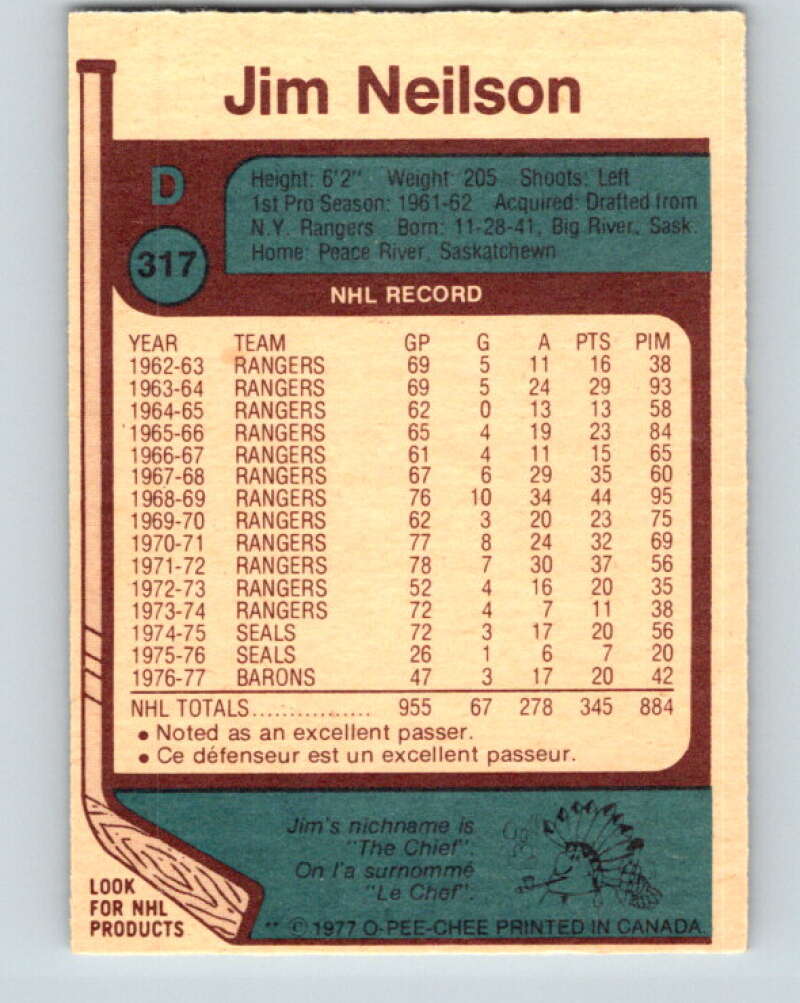 Jim Neilson
D
317
Height: 6'2" Weight: 205 Shoots: Left
1st Pro Season: 1961-62 Acquired: Drafted from
N.Y. Rangers Born: 11-28-41, Big River, Sask.
Home: Peace River, Saskatchewn
NHL RECORD
YEAR TEAM GP G A PTS PIM
1962-63 RANGERS 69 5 11 16 38
1963-64 RANGERS 69 5 24 29 93
1964-65 RANGERS 62 0 13 13 58
1965-66 RANGERS 65 4 19 23 84
1966-67 RANGERS 61 4 11 15 65
1967-68 RANGERS 67 6 29 35 60
1968-69 RANGERS 76 10 34 44 95
1969-70 RANGERS 62 3 20 23 75
1970-71 RANGERS 77 8 24 32 69
1971-72 RANGERS 78 7 30 37 56
1972-73 RANGERS 52 4 16 20 35
1973-74 RANGERS 72 4 7 11 38
1974-75 SEALS 72 3 17 20 56
1975-76 SEALS 26 1 6 7 20
1976-77 BARONS 47 3 17 20 42
NHL TOTALS................ 955 67 278 345 884
• Noted as an excellent passer.
• Ce défenseur est un excellent passeur.
Jim's nichname is
"The Chief".
On l'a surnommé
"Le Chef".
LOOK
FOR NHL
PRODUCTS
** © 1977 O-PEE-CHEE PRINTED IN CANADA